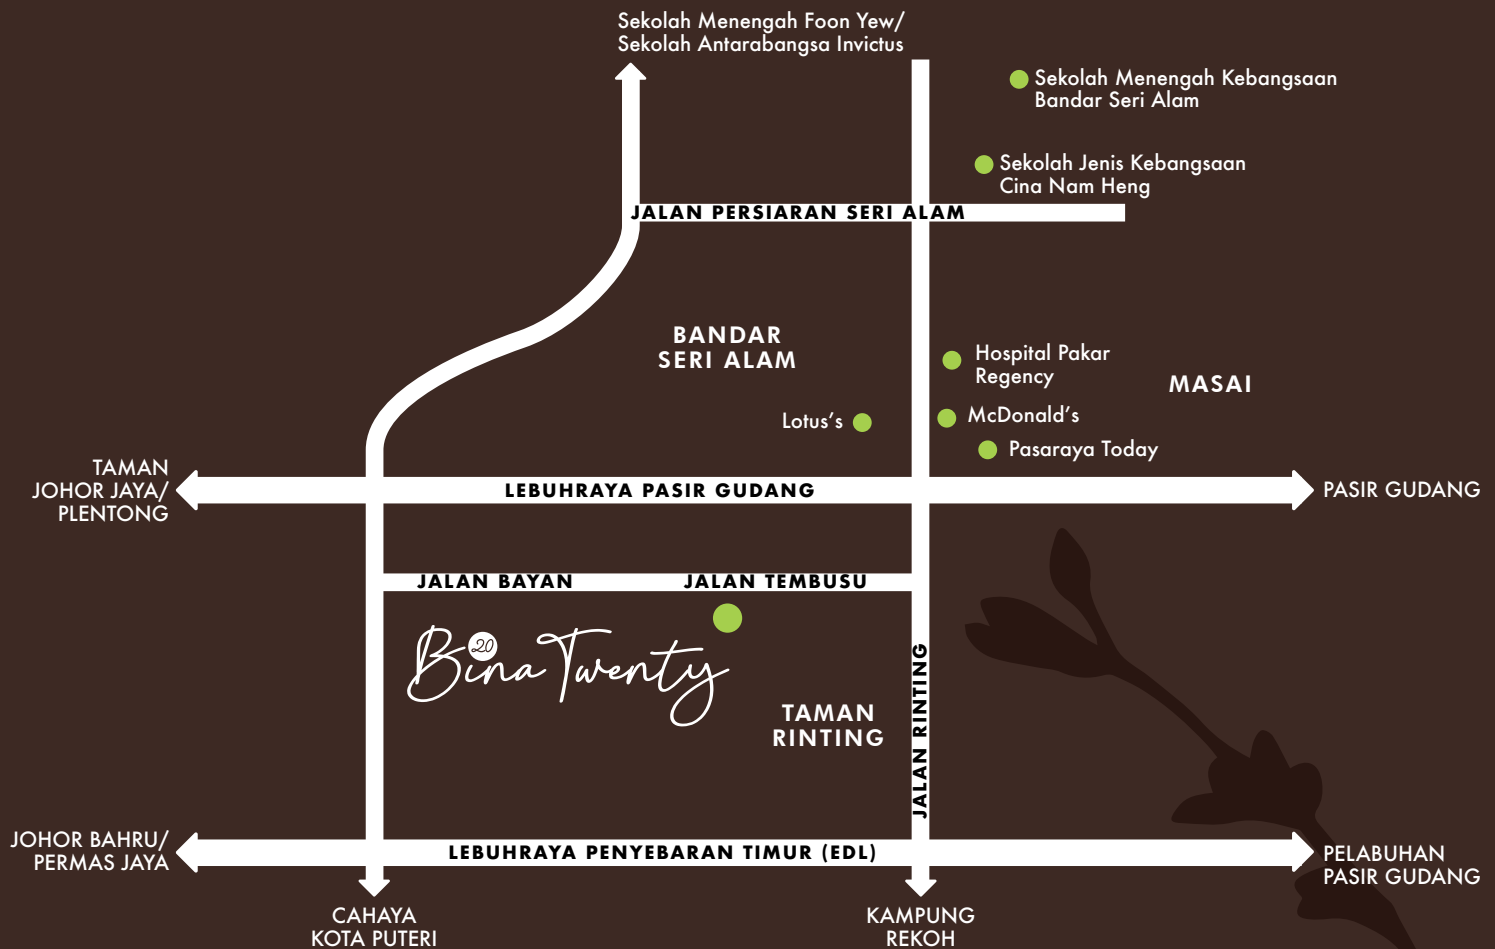 Sekolah Menengah Foon Yew/
Sekolah Antarabangsa Invictus
Sekolah Menengah Kebangsaan
Bandar Seri Alam
Sekolah Jenis Kebangsaan
Cina Nam Heng
JALAN PERSIARAN SERI ALAM
BANDAR
SERI ALAM
Hospital Pakar
Regency
MASAI
Lotus's
McDonald's
Pasaraya Today
TAMAN
JOHOR JAYA/
PLENTONG
LEBUHRAYA PASIR GUDANG
PASIR GUDANG
JALAN BAYAN
JALAN TEMBUSU
20
Bina Twenty
TAMAN
RINTING
JALAN RINTING
JOHOR BAHRU/
PERMAS JAYA
LEBUHRAYA PENYEBARAN TIMUR (EDL)
PELABUHAN
PASIR GUDANG
CAHAYA
KOTA PUTERI
KAMPUNG
REKOH